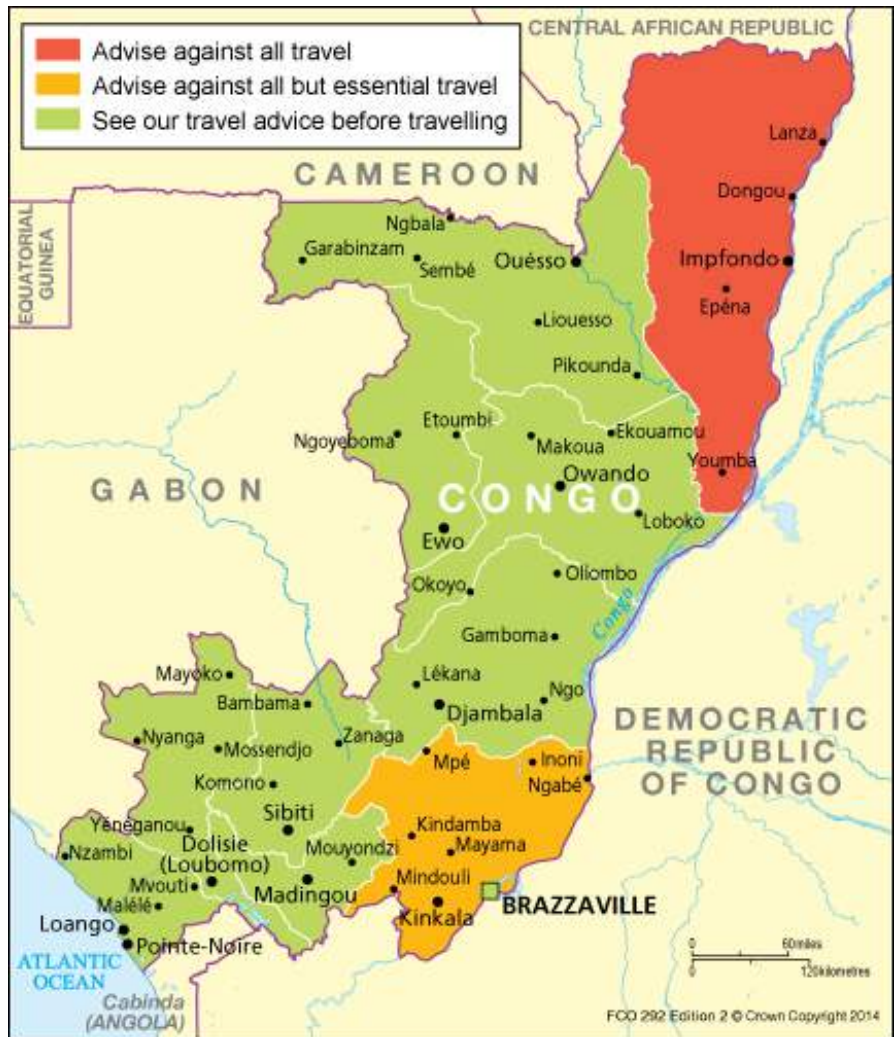 CENTRAL AFRICAN REPUBLIC
Advise against all travel
Advise against all but essential travel
See our travel advice before travelling
Lanza
CAMEROON
Dongou
Ngbala
EQUATORIAL
GUINEA
Garabinzam
Sembé
Ouésso
Impfondo
Epéna
Liouesso
Pikounda
Ngoyeboma
Etoumbi
Makoua
Ekouamou
Youmba
Owando
GABON
CONGO
Loboko
Ewo
Okoyo
Ollombo
Congo
Gamboma
Mayoko
Lékana
Bambama
Djambala
Ngo
Nyanga
Mossendjo
Zanaga
DEMOCRATIC
REPUBLIC
OF CONGO
Mpé
Inoni
Ngabé
Komono
Sibiti
Yénéganou
Kindamba
Dolisie
(Loubomo)
Mouyondzi
Mayama
Nzambi
Mvouti
Madingou
Mindouli
Malélé
Kinkala
BRAZZAVILLE
Loango
Pointe-Noire
ATLANTIC
OCEAN
Cabinda
(ANGOLA)
0 60miles
0 120kilometres
FCO 292 Edition 2 © Crown Copyright 2014